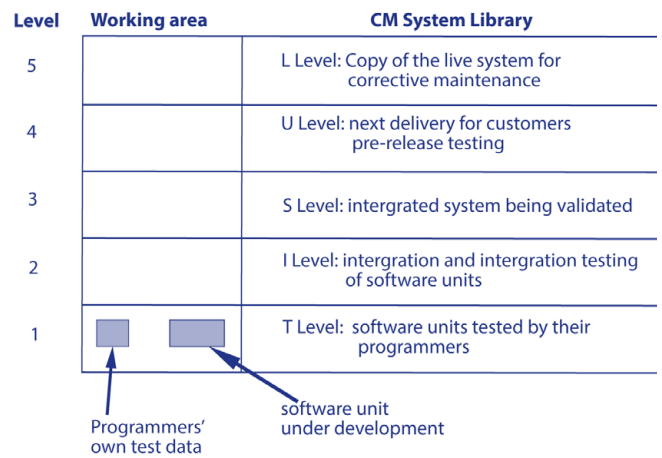 Level Working area CM System Library
5 L Level: Copy of the live system for
corrective maintenance
4 U Level: next delivery for customers
pre-release testing
3 S Level: intergrated system being validated
2 I Level: intergration and intergration testing
of software units
1 T Level: software units tested by their
programmers
Programmers'
own test data
software unit
under development